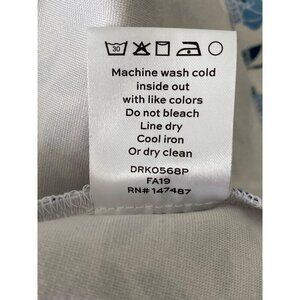 30
Machine wash cold
inside out
with like colors
Do not bleach
Line dry
Cool iron
Or dry clean
DRK0568P
FA19
RN# 147487